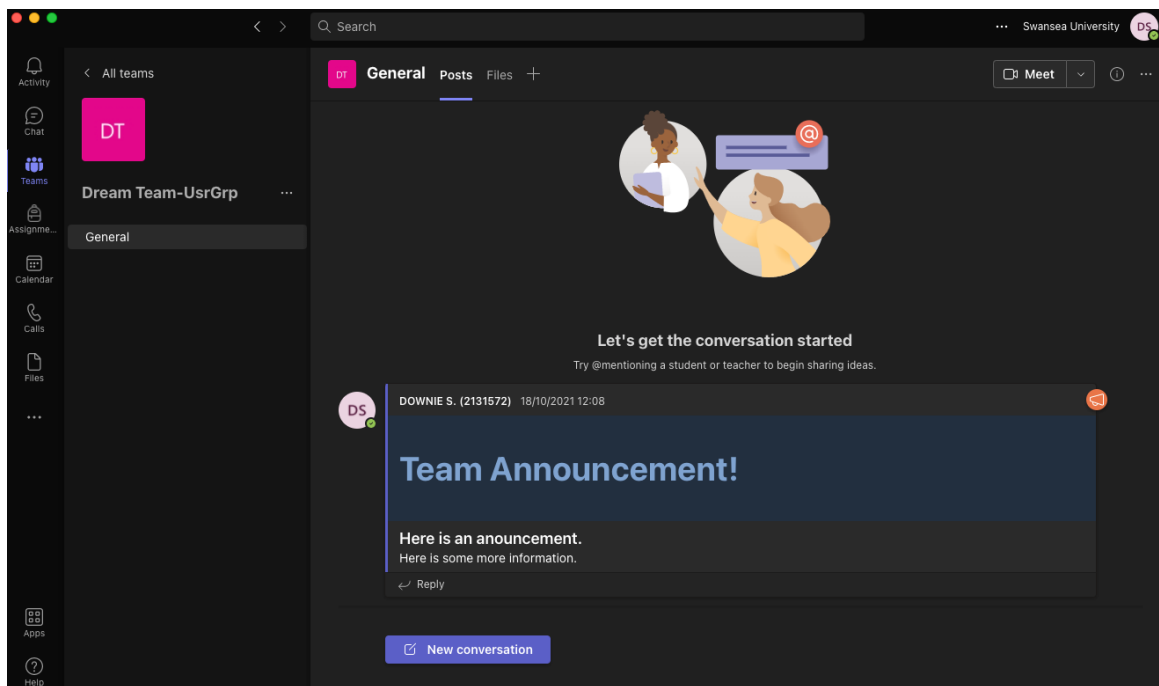 Search
Swansea University
DS
Activity
Chat
Teams
Assignme...
Calendar
Calls
Files
Apps
Help
All teams
DT
Dream Team-UsrGrp
General
DT General Posts Files
Meet
@
Let's get the conversation started
Try @mentioning a student or teacher to begin sharing ideas.
DS
DOWNIE S. (2131572) 18/10/2021 12:08
Team Announcement!
Here is an anouncement.
Here is some more information.
Reply
New conversation